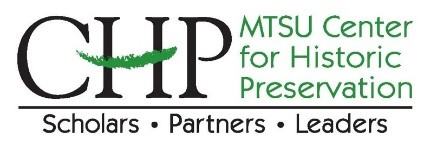 CHP
MTSU Center
for Historic
Preservation
Scholars • Partners • Leaders